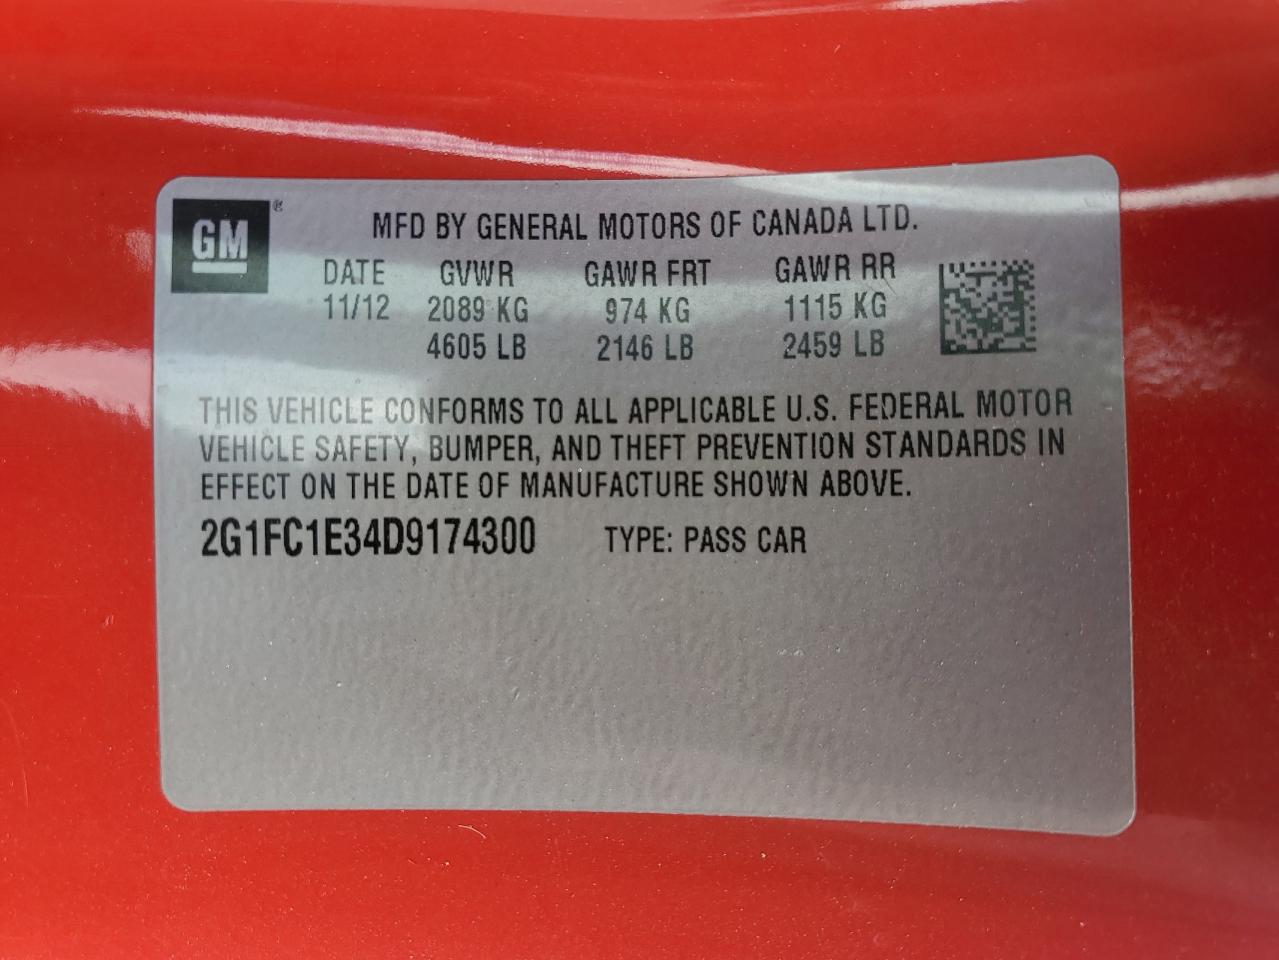 GM ®
MFD BY GENERAL MOTORS OF CANADA LTD.
DATE GVWR GAWR FRT GAWR RR
11/12 2089 KG 974 KG 1115 KG
4605 LB 2146 LB 2459 LB
THIS VEHICLE CONFORMS TO ALL APPLICABLE U.S. FEDERAL MOTOR
VEHICLE SAFETY, BUMPER, AND THEFT PREVENTION STANDARDS IN
EFFECT ON THE DATE OF MANUFACTURE SHOWN ABOVE.
2G1FC1E34D9174300 TYPE: PASS CAR